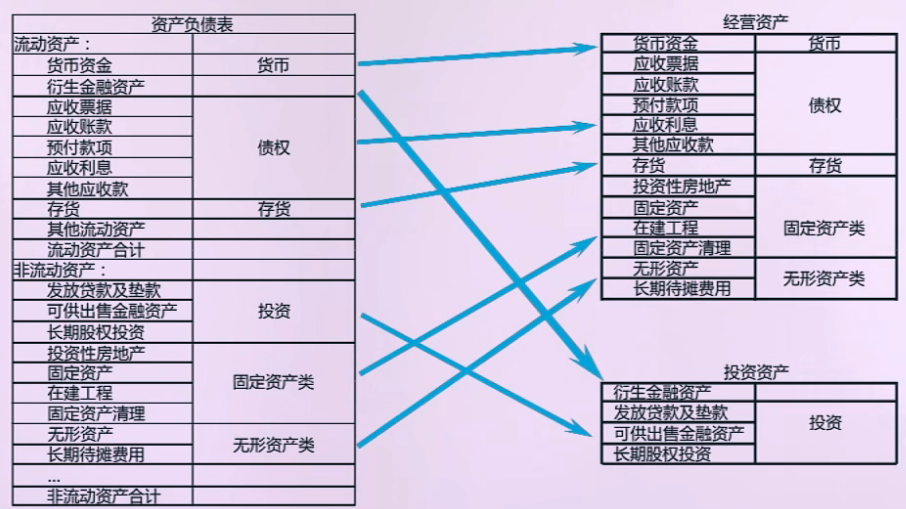 资产负债表
流动资产：
货币资金 货币
衍生金融资产
应收票据
应收账款
预付款项 债权
应收利息
其他应收款
存货 存货
其他流动资产
流动资产合计
非流动资产：
发放贷款及垫款
可供出售金融资产 投资
长期股权投资
投资性房地产
固定资产 固定资产类
在建工程
固定资产清理
无形资产 无形资产类
长期待摊费用
...
非流动资产合计
经营资产
货币资金 货币
应收票据
应收账款
预付款项 债权
应收利息
其他应收款
存货 存货
投资性房地产
固定资产
在建工程 固定资产类
固定资产清理
无形资产 无形资产类
长期待摊费用
投资资产
衍生金融资产
发放贷款及垫款 投资
可供出售金融资产
长期股权投资